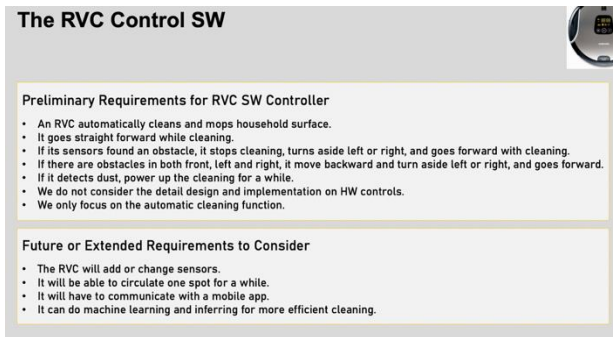 The RVC Control SW
Preliminary Requirements for RVC SW Controller
• An RVC automatically cleans and mops household surface.
• It goes straight forward while cleaning.
• If its sensors found an obstacle, it stops cleaning, turns aside left or right, and goes forward with cleaning.
• If there are obstacles in both front, left and right, it move backward and turn aside left or right, and goes forward.
• If it detects dust, power up the cleaning for a while.
• We do not consider the detail design and implementation on HW controls.
• We only focus on the automatic cleaning function.
Future or Extended Requirements to Consider
• The RVC will add or change sensors.
• It will be able to circulate one spot for a while.
• It will have to communicate with a mobile app.
• It can do machine learning and inferring for more efficient cleaning.